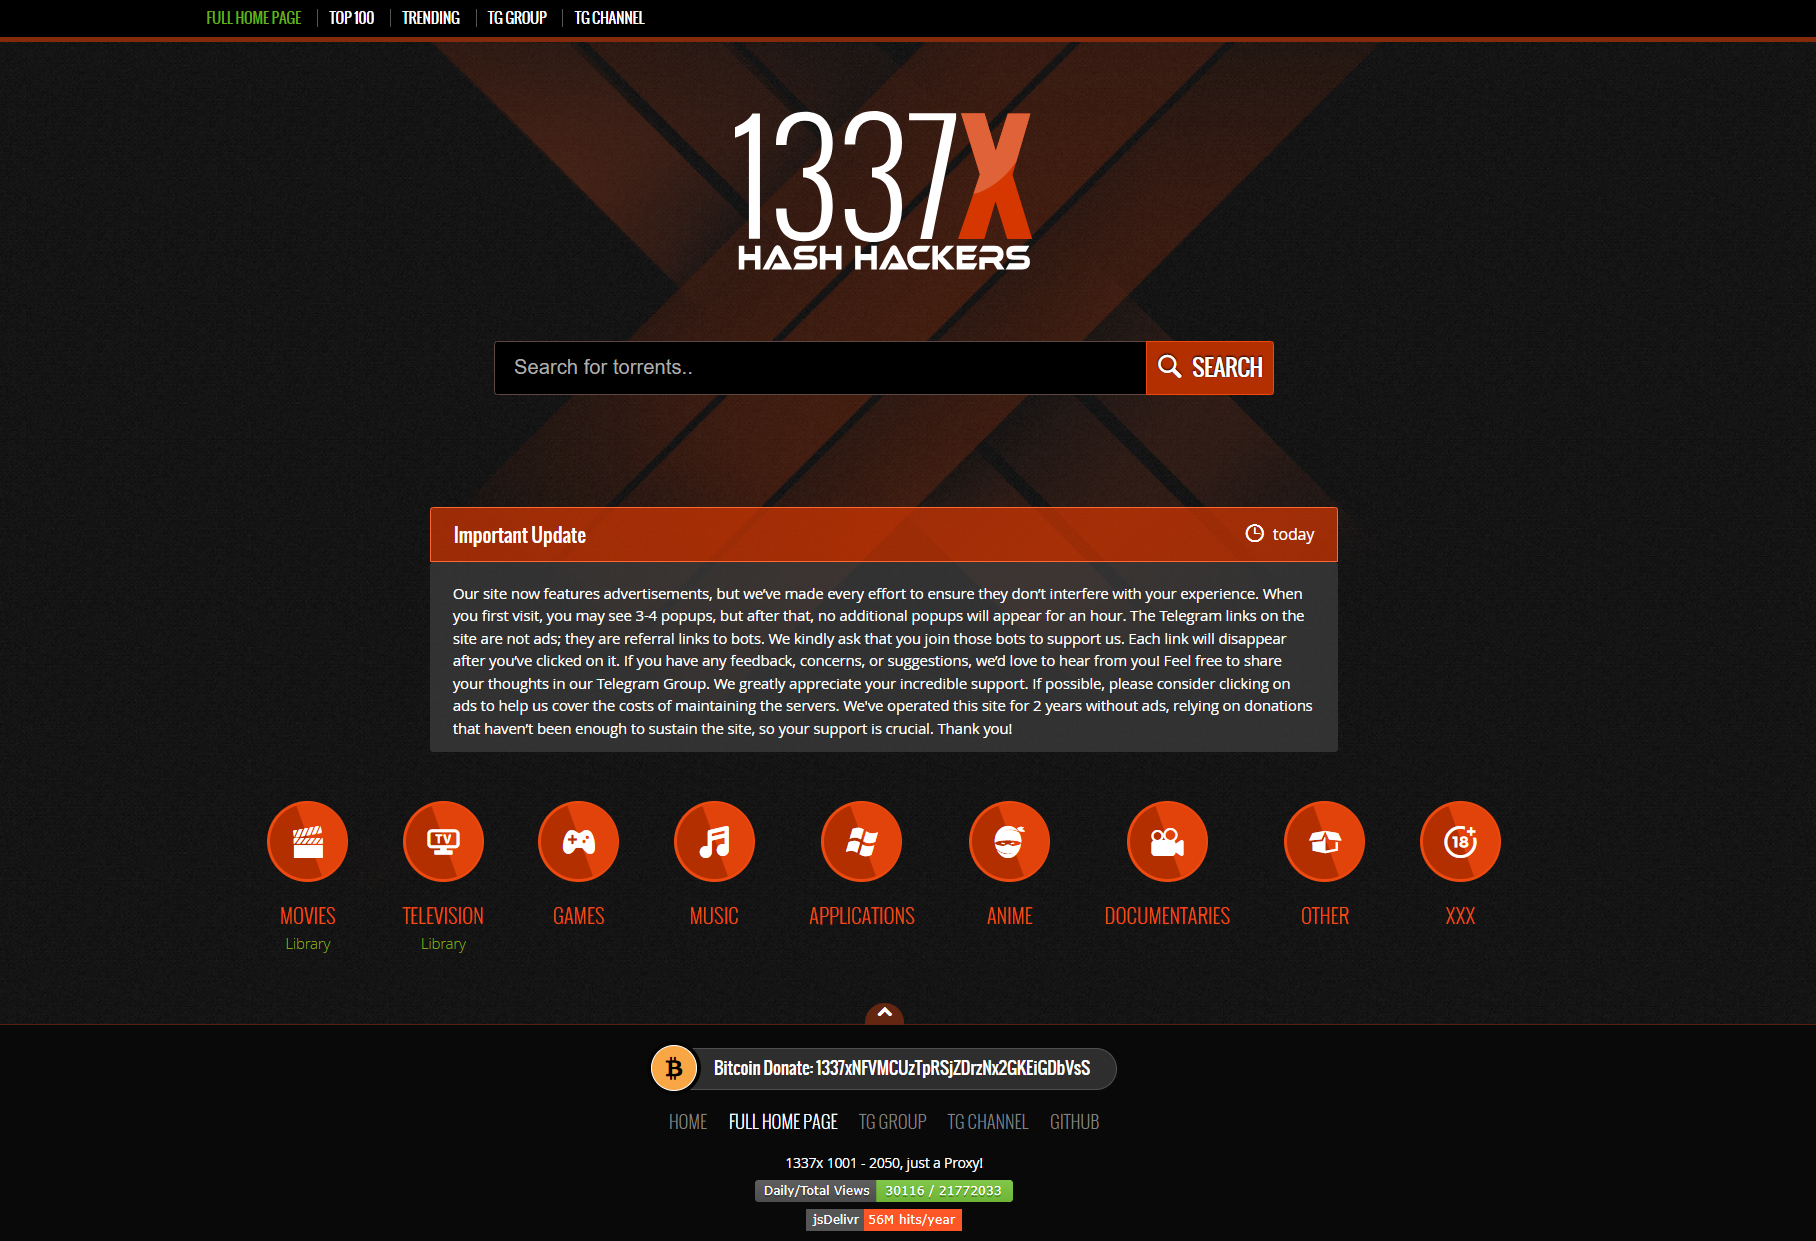 FULL HOME PAGE TOP 100 TRENDING TG GROUP TG CHANNEL
1337X
HASH HACKERS
Search for torrents.. SEARCH
Important Update today
Our site now features advertisements, but we've made every effort to ensure they don't interfere with your experience. When
you first visit, you may see 3-4 popups, but after that, no additional popups will appear for an hour. The Telegram links on the
site are not ads; they are referral links to bots. We kindly ask that you join those bots to support us. Each link will disappear
after you've clicked on it. If you have any feedback, concerns, or suggestions, we'd love to hear from you! Feel free to share
your thoughts in our Telegram Group. We greatly appreciate your incredible support. If possible, please consider clicking on
ads to help us cover the costs of maintaining the servers. We've operated this site for 2 years without ads, relying on donations
that haven't been enough to sustain the site, so your support is crucial. Thank you!
TV
18+
MOVIES TELEVISION GAMES MUSIC APPLICATIONS ANIME DOCUMENTARIES OTHER XXX
Library Library
Bitcoin Donate: 1337xNFVMCUzTpRSjZDrzNx2GKEiGDbVsS
HOME FULL HOME PAGE TG GROUP TG CHANNEL GITHUB
1337x 1001 - 2050, just a Proxy!
Daily/Total Views 30116 / 21772033
jsDelivr 56M hits/year